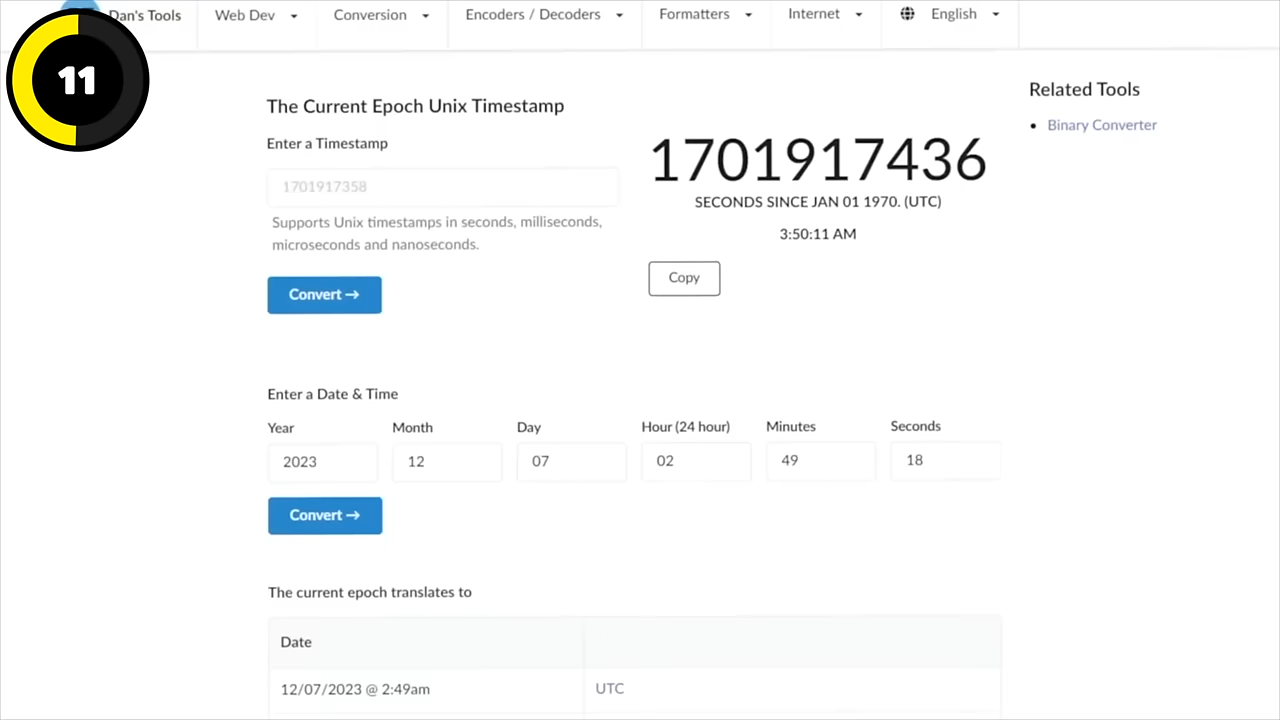 11
Dan's Tools
Web Dev
Conversion
Encoders / Decoders
Formatters
Internet
English
The Current Epoch Unix Timestamp
Enter a Timestamp
1701917358
Supports Unix timestamps in seconds, milliseconds,
microseconds and nanoseconds.
Convert →
1701917436
SECONDS SINCE JAN 01 1970. (UTC)
3:50:11 AM
Copy
Related Tools
Binary Converter
Enter a Date & Time
Year Month Day Hour (24 hour) Minutes Seconds
2023 12 07 02 49 18
Convert →
The current epoch translates to
Date
12/07/2023 @ 2:49am UTC